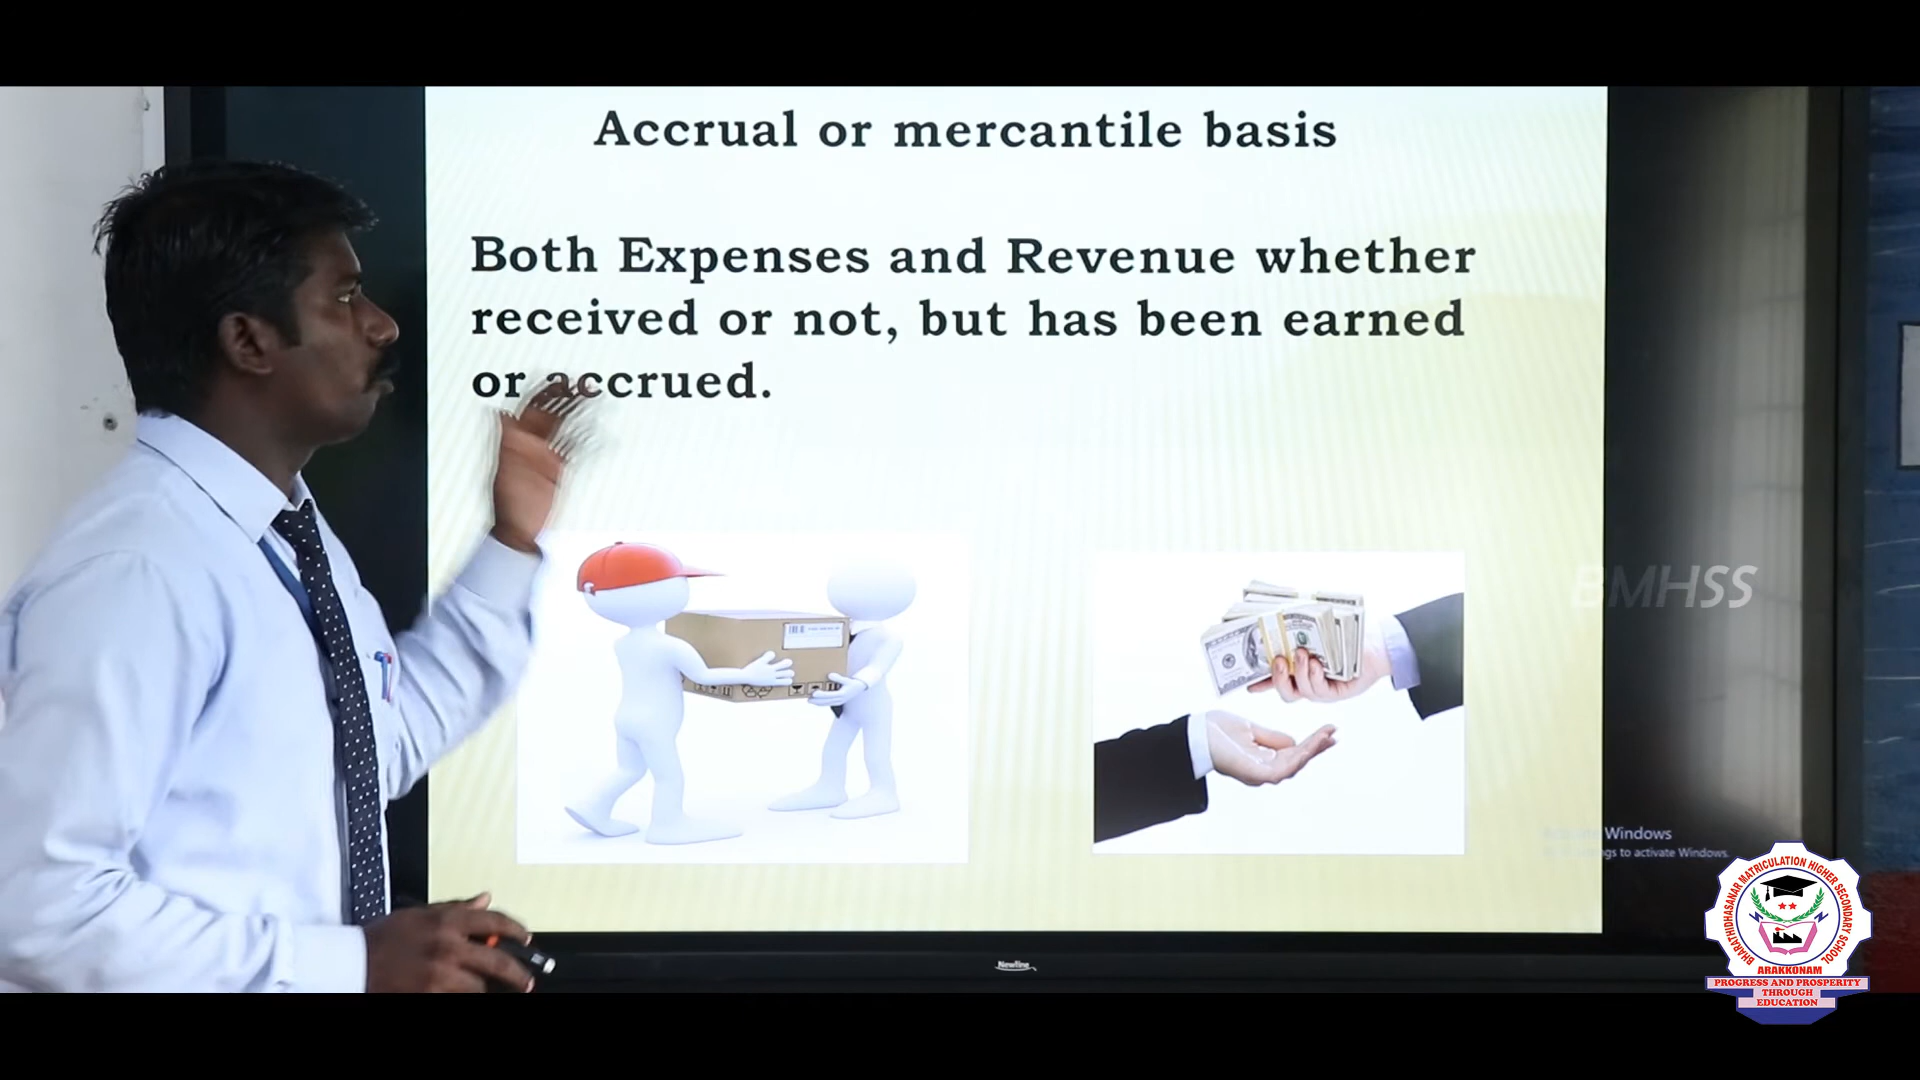 Accrual or mercantile basis
Both Expenses and Revenue whether
received or not, but has been earned
or accrued.
BMHSS
Windows
to activate Windows.
Newline
BHARATHIDHASANAR MATRICULATION HIGHER SECONDARY SCHOOL
ARAKKONAM
PROGRESS AND PROSPERITY
THROUGH
EDUCATION